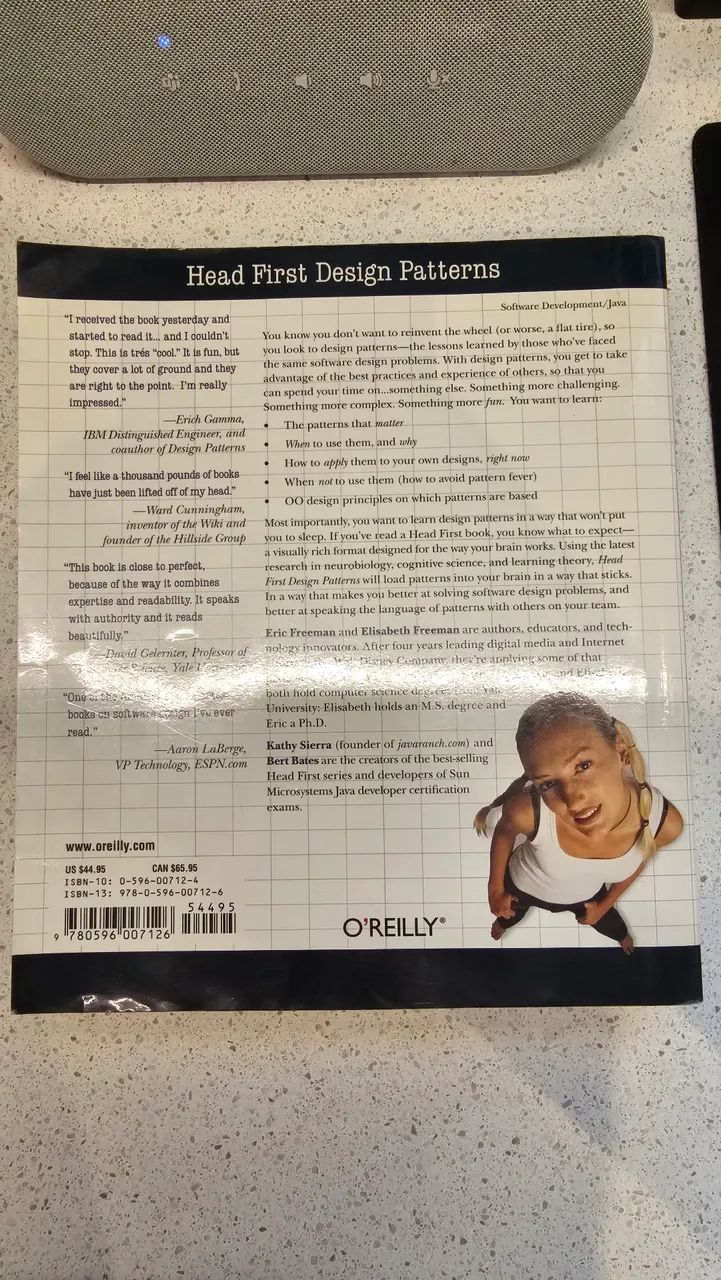 Head First Design Patterns
Software Development/Java
“I received the book yesterday and
started to read it... and I couldn’t
stop. This is trés “cool.” It is fun, but
they cover a lot of ground and they
are right to the point. I’m really
impressed.”
—Erich Gamma,
IBM Distinguished Engineer, and
coauthor of Design Patterns
“I feel like a thousand pounds of books
have just been lifted off of my head.”
—Ward Cunningham,
inventor of the Wiki and
founder of the Hillside Group
“This book is close to perfect,
because of the way it combines
expertise and readability. It speaks
with authority and it reads
beautifully.”
—David Gelernter, Professor of
Science, Yale
“One of the
books on software design I’ve ever
read.”
—Aaron LaBerge,
VP Technology, ESPN.com
You know you don’t want to reinvent the wheel (or worse, a flat tire), so
you look to design patterns—the lessons learned by those who’ve faced
the same software design problems. With design patterns, you get to take
advantage of the best practices and experience of others, so that you
can spend your time on...something else. Something more challenging.
Something more complex. Something more fun. You want to learn:
• The patterns that matter
• When to use them, and why
• How to apply them to your own designs, right now
• When not to use them (how to avoid pattern fever)
• OO design principles on which patterns are based
Most importantly, you want to learn design patterns in a way that won’t put
you to sleep. If you’ve read a Head First book, you know what to expect—
a visually rich format designed for the way your brain works. Using the latest
research in neurobiology, cognitive science, and learning theory, Head
First Design Patterns will load patterns into your brain in a way that sticks.
In a way that makes you better at solving software design problems, and
better at speaking the language of patterns with others on your team.
Eric Freeman and Elisabeth Freeman are authors, educators, and tech-
nology innovators. After four years leading digital media and Internet
Walt Disney Company, they’re applying some of that
both hold computer science degrees from Yale
University: Elisabeth holds an M.S. degree and
Eric a Ph.D.
Kathy Sierra (founder of javaranch.com) and
Bert Bates are the creators of the best-selling
Head First series and developers of Sun
Microsystems Java developer certification
exams.
www.oreilly.com
US $44.95 CAN $65.95
ISBN-10: 0-596-00712-4
ISBN-13: 978-0-596-00712-6
54495
9 780596 007126
O’REILLY®